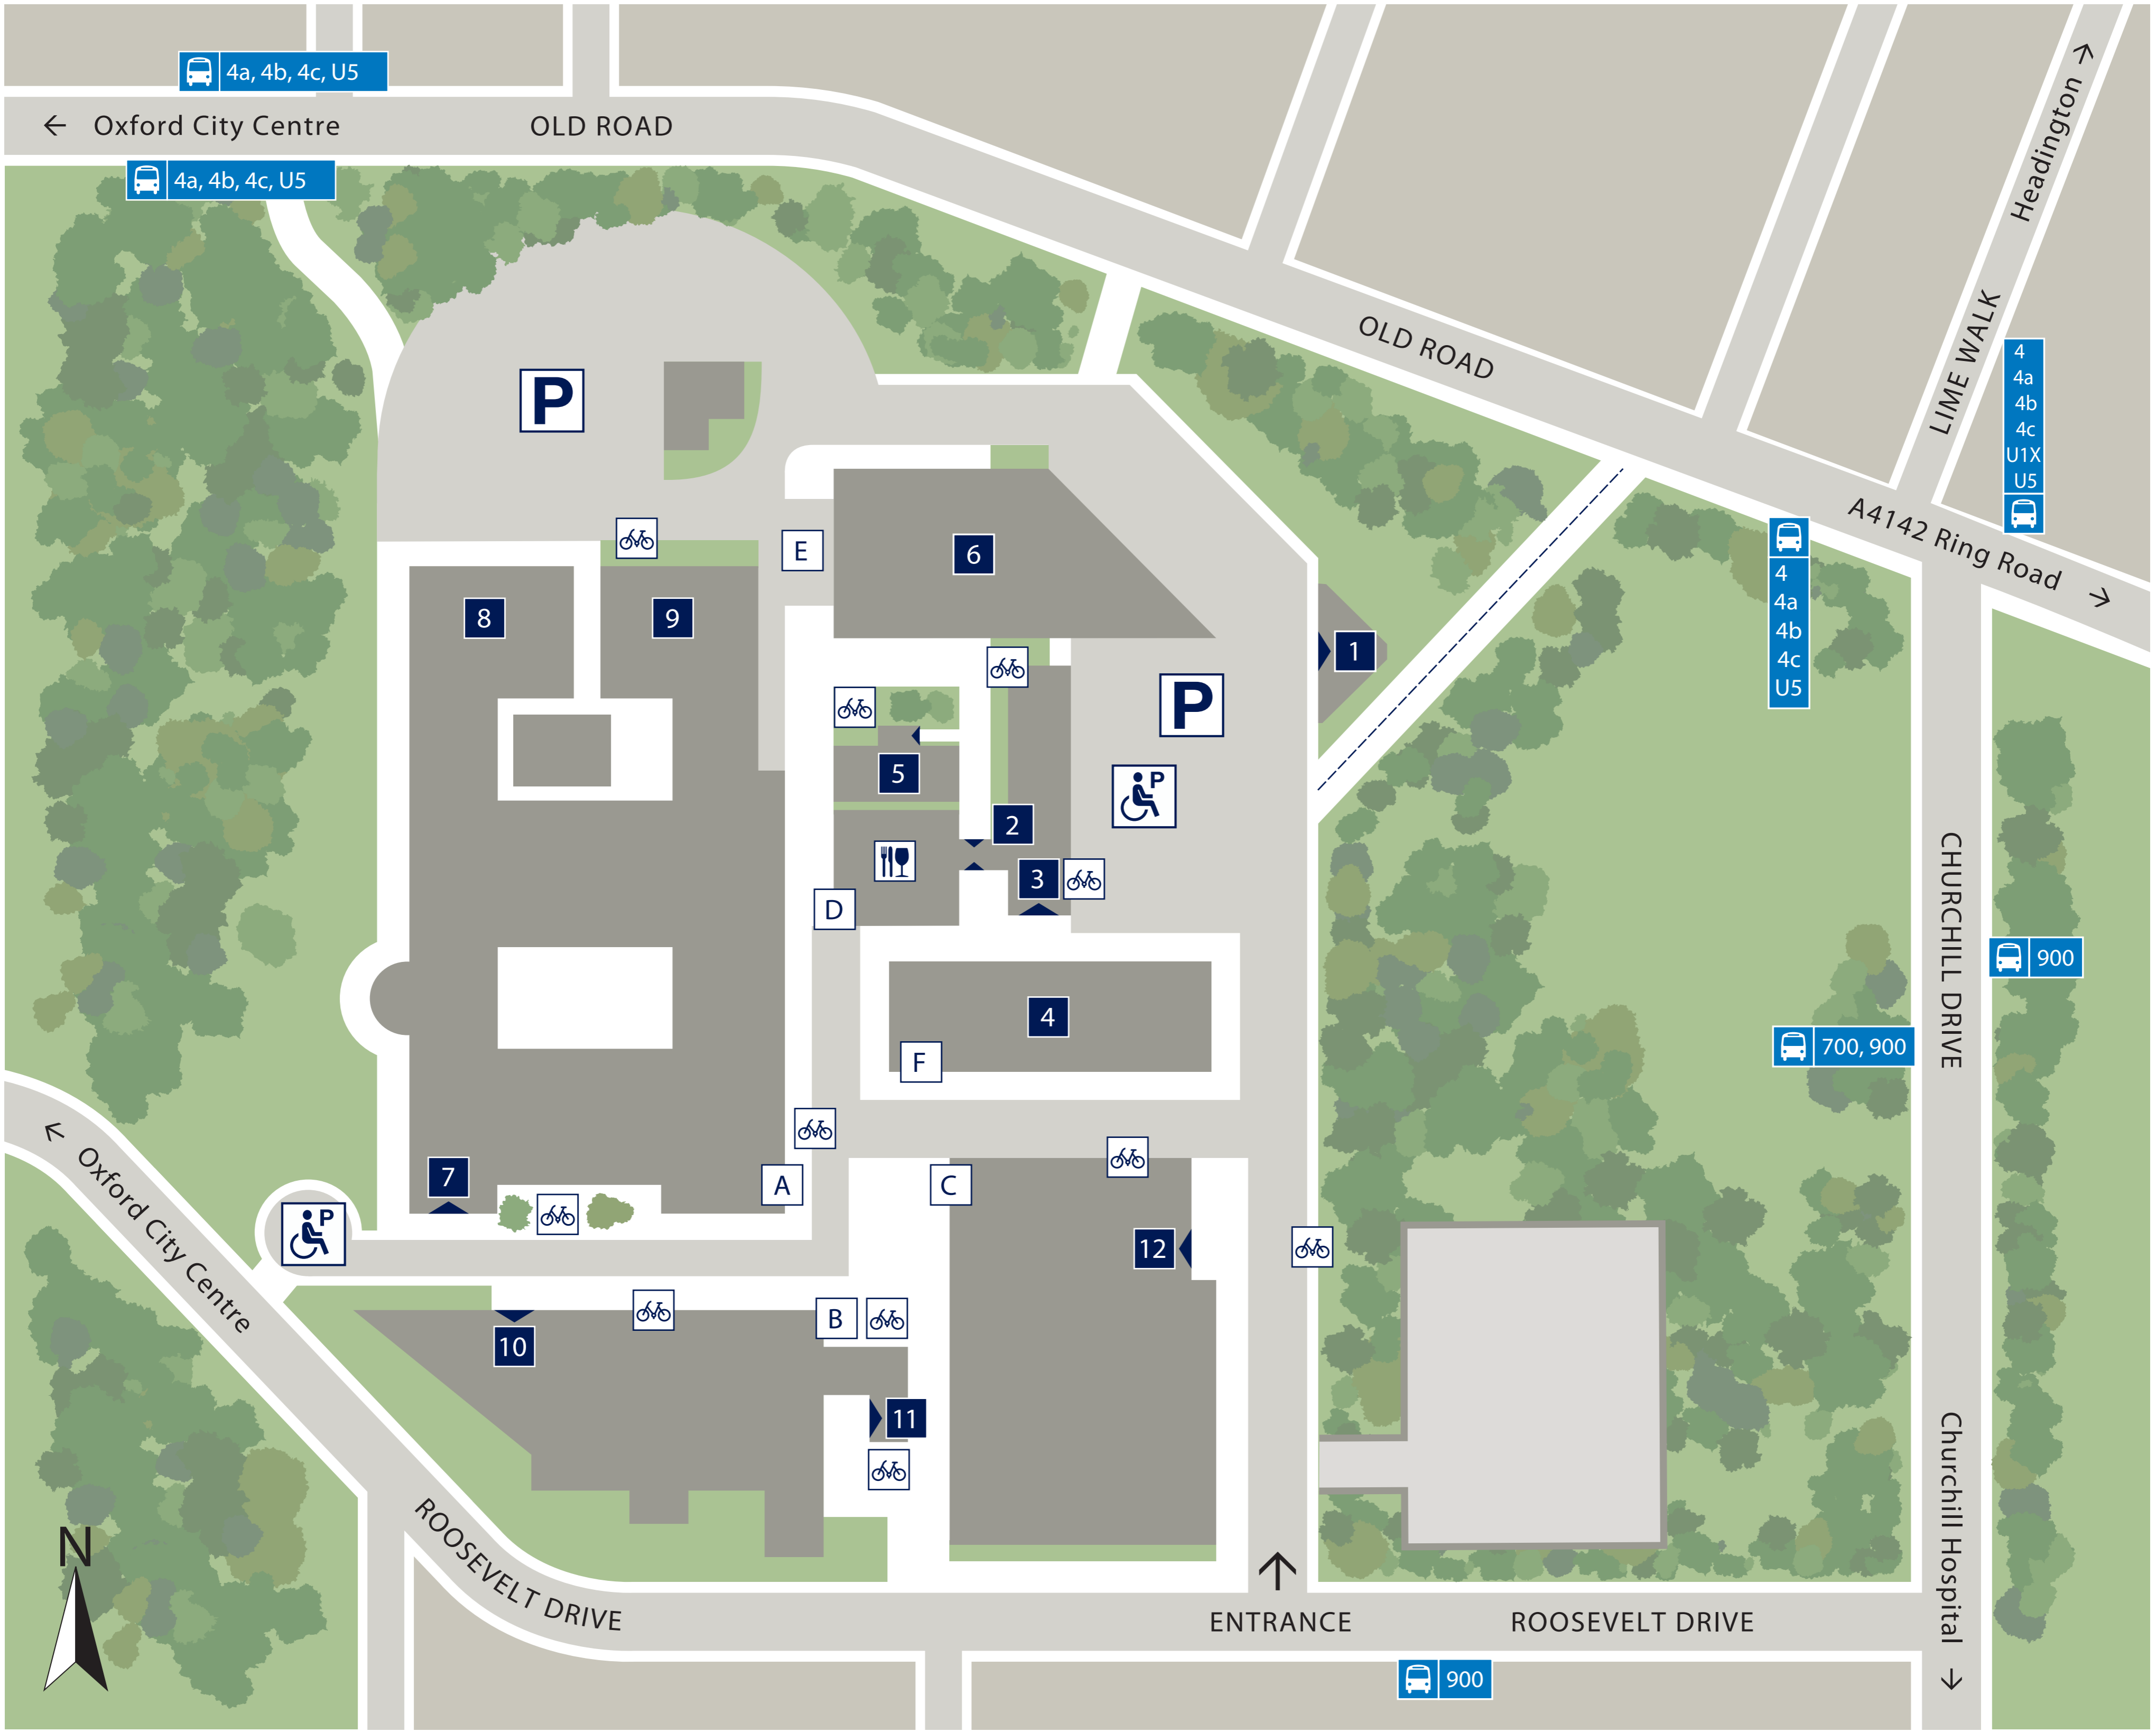 4a, 4b, 4c, U5
← Oxford City Centre
OLD ROAD
4a, 4b, 4c, U5
Headington →
LIME WALK
OLD ROAD
4
4a
4b
4c
U1X
U5
A4142 Ring Road →
4
4a
4b
4c
U5
P
E
6
8
9
1
P
5
2
P
3
D
4
F
CHURCHILL DRIVE
900
700, 900
← Oxford City Centre
7
A
C
P
12
B
10
11
N
ROOSEVELT DRIVE
Churchill Hospital →
ENTRANCE
ROOSEVELT DRIVE
900